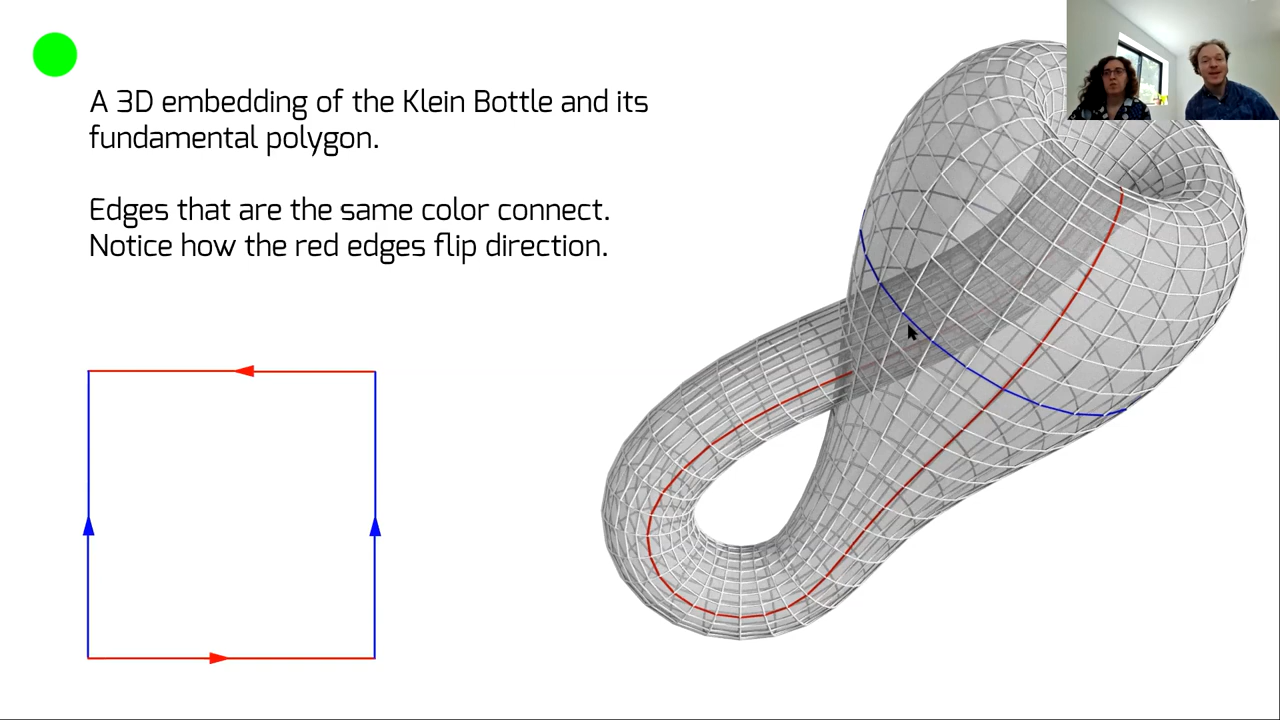 A 3D embedding of the Klein Bottle and its
fundamental polygon.
Edges that are the same color connect.
Notice how the red edges flip direction.